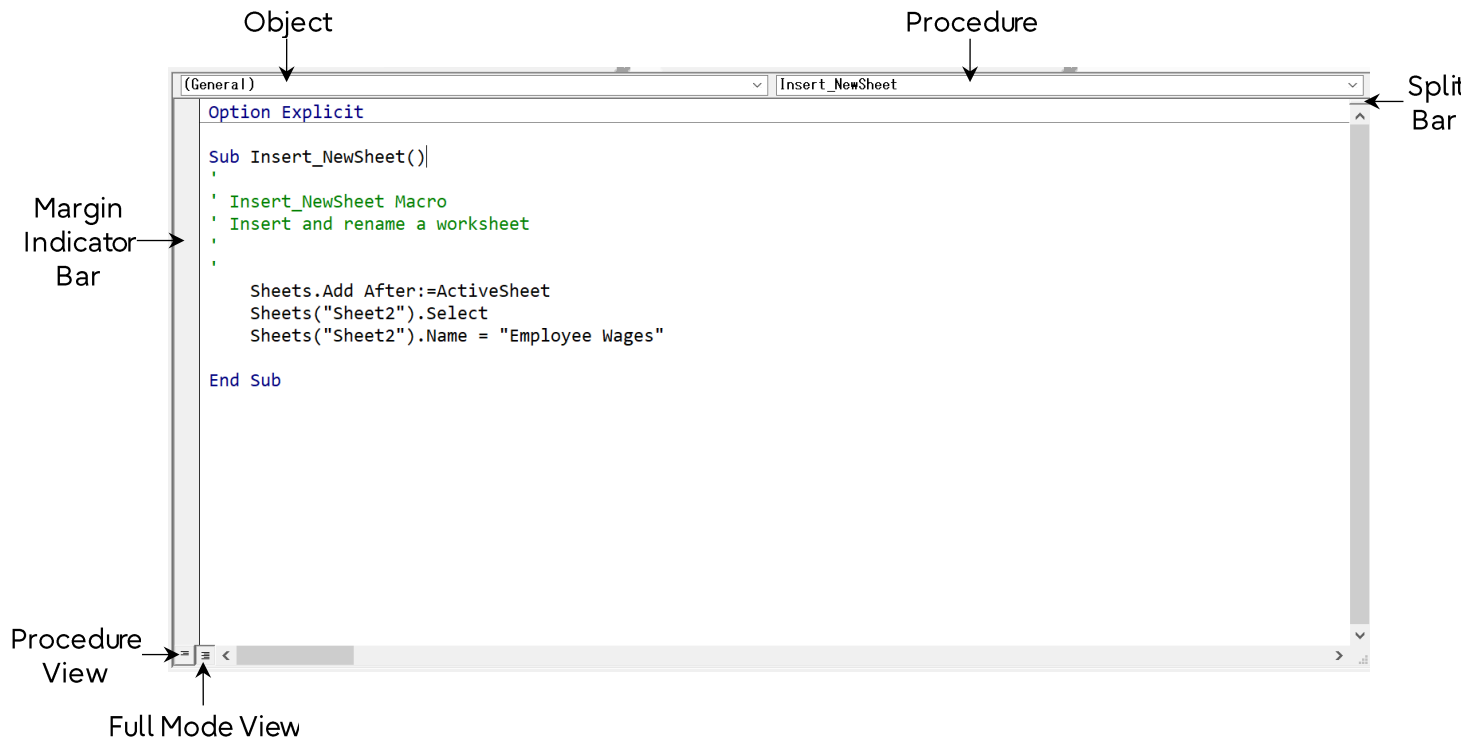 Object
Procedure
(General)
Insert_NewSheet
Split
Bar
Option Explicit
Sub Insert_NewSheet()
'
' Insert_NewSheet Macro
' Insert and rename a worksheet
'
'
Sheets.Add After:=ActiveSheet
Sheets("Sheet2").Select
Sheets("Sheet2").Name = "Employee Wages"
End Sub
Margin
Indicator
Bar
Procedure
View
Full Mode View